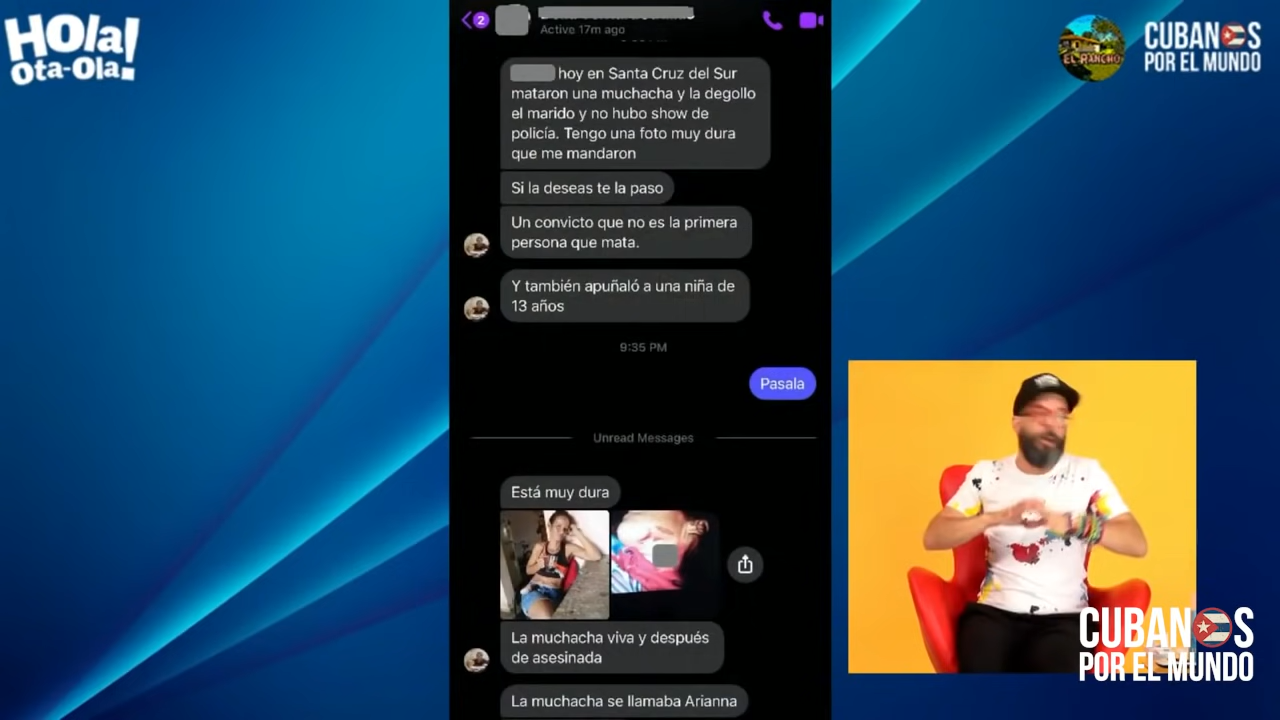 HOla!
Ota-Ola!
2
Active 17m ago
EL RANCHO
CUBANOS
POR EL MUNDO
hoy en Santa Cruz del Sur
mataron una muchacha y la degollo
el marido y no hubo show de
policía. Tengo una foto muy dura
que me mandaron
Si la deseas te la paso
Un convicto que no es la primera
persona que mata.
Y también apuñaló a una niña de
13 años
9:35 PM
Pasala
Unread Messages
Está muy dura
La muchacha viva y después
de asesinada
La muchacha se llamaba Arianna
CUBANOS
POR EL MUNDO